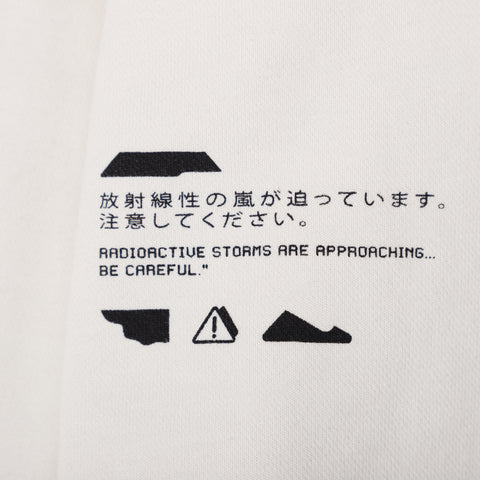 放射線性の嵐が迫っています。
注意してください。
RADIOACTIVE STORMS ARE APPROACHING...
BE CAREFUL."